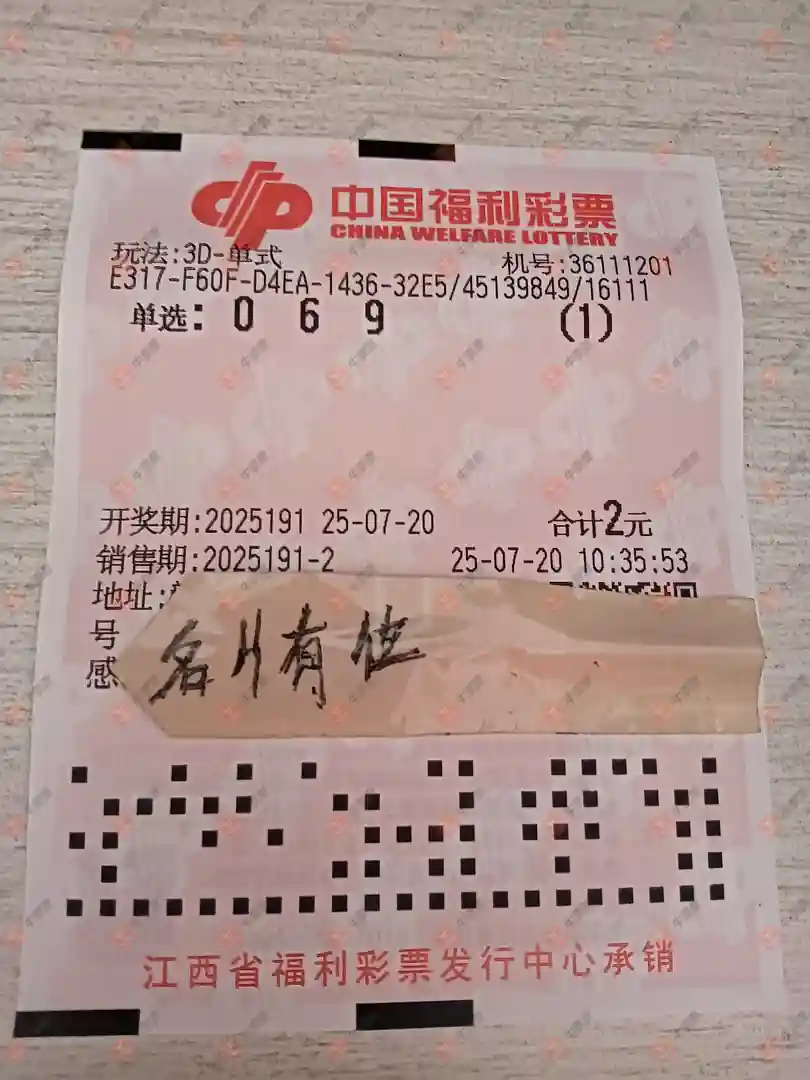 中国福利彩票
CHINA WELFARE LOTTERY
玩法:3D-单式 机号:36111201
E317-F60F-D4EA-1436-32E5/45139849/16111
单选: 0 6 9 (1)
开奖期:2025191 25-07-20 合计2元
销售期:2025191-2 25-07-20 10:35:53
地址:
号
感
名片有位
江西省福利彩票发行中心承销